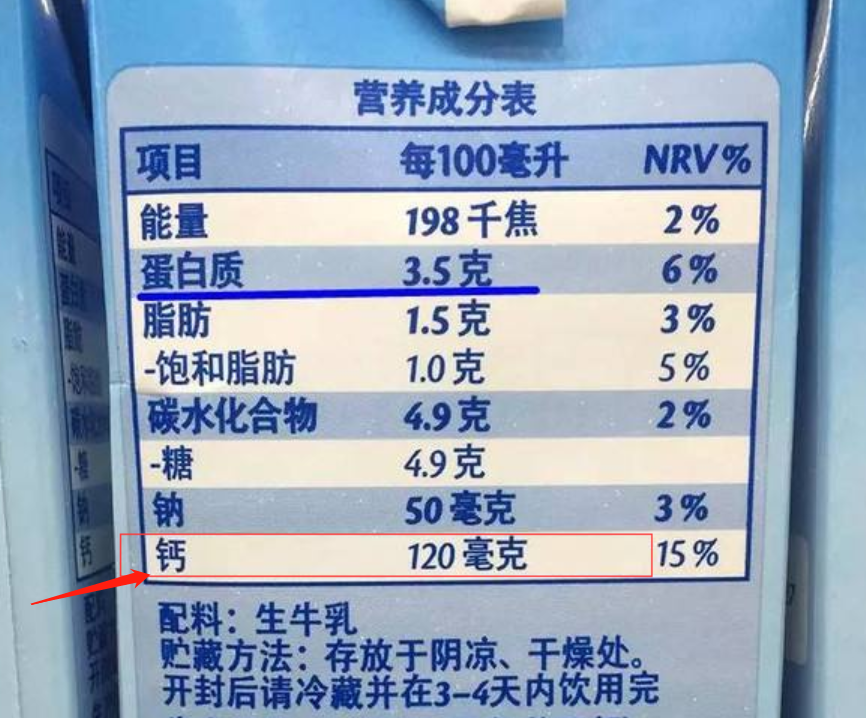 营养成分表
项目 每100毫升 NRV%
能量 198千焦 2%
蛋白质 3.5克 6%
脂肪 1.5克 3%
-饱和脂肪 1.0克 5%
碳水化合物 4.9克 2%
-糖 4.9克
钠 50毫克 3%
钙 120毫克 15%
配料：生牛乳
贮藏方法：存放于阴凉、干燥处。
开封后请冷藏并在3-4天内饮用完